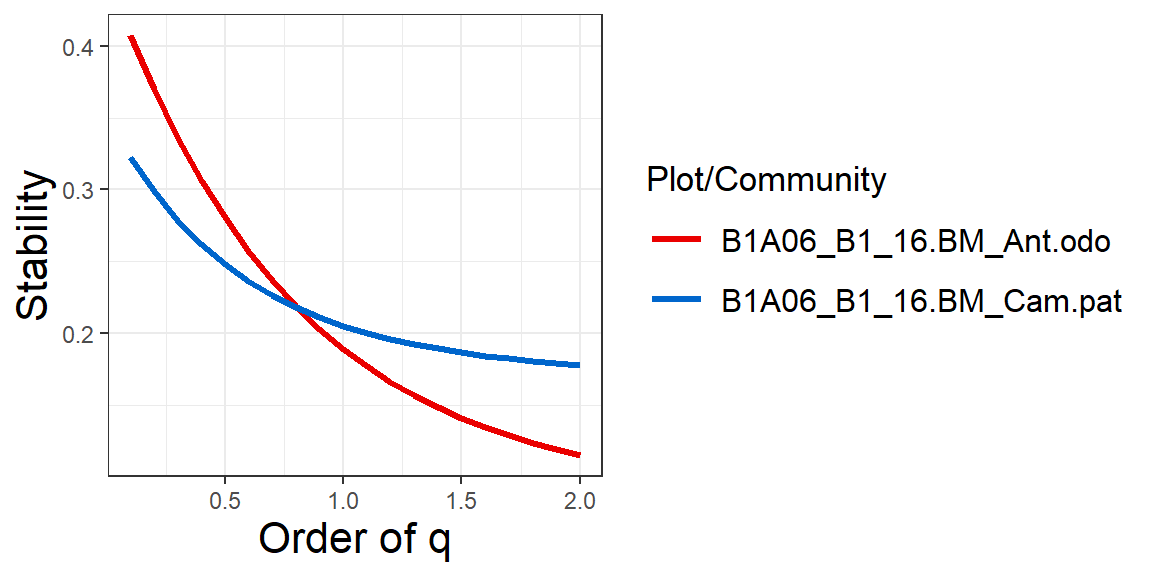 Stability
0.4
0.3
0.2
0.5
1.0
1.5
2.0
Order of q
Plot/Community
B1A06_B1_16.BM_Ant.odo
B1A06_B1_16.BM_Cam.pat